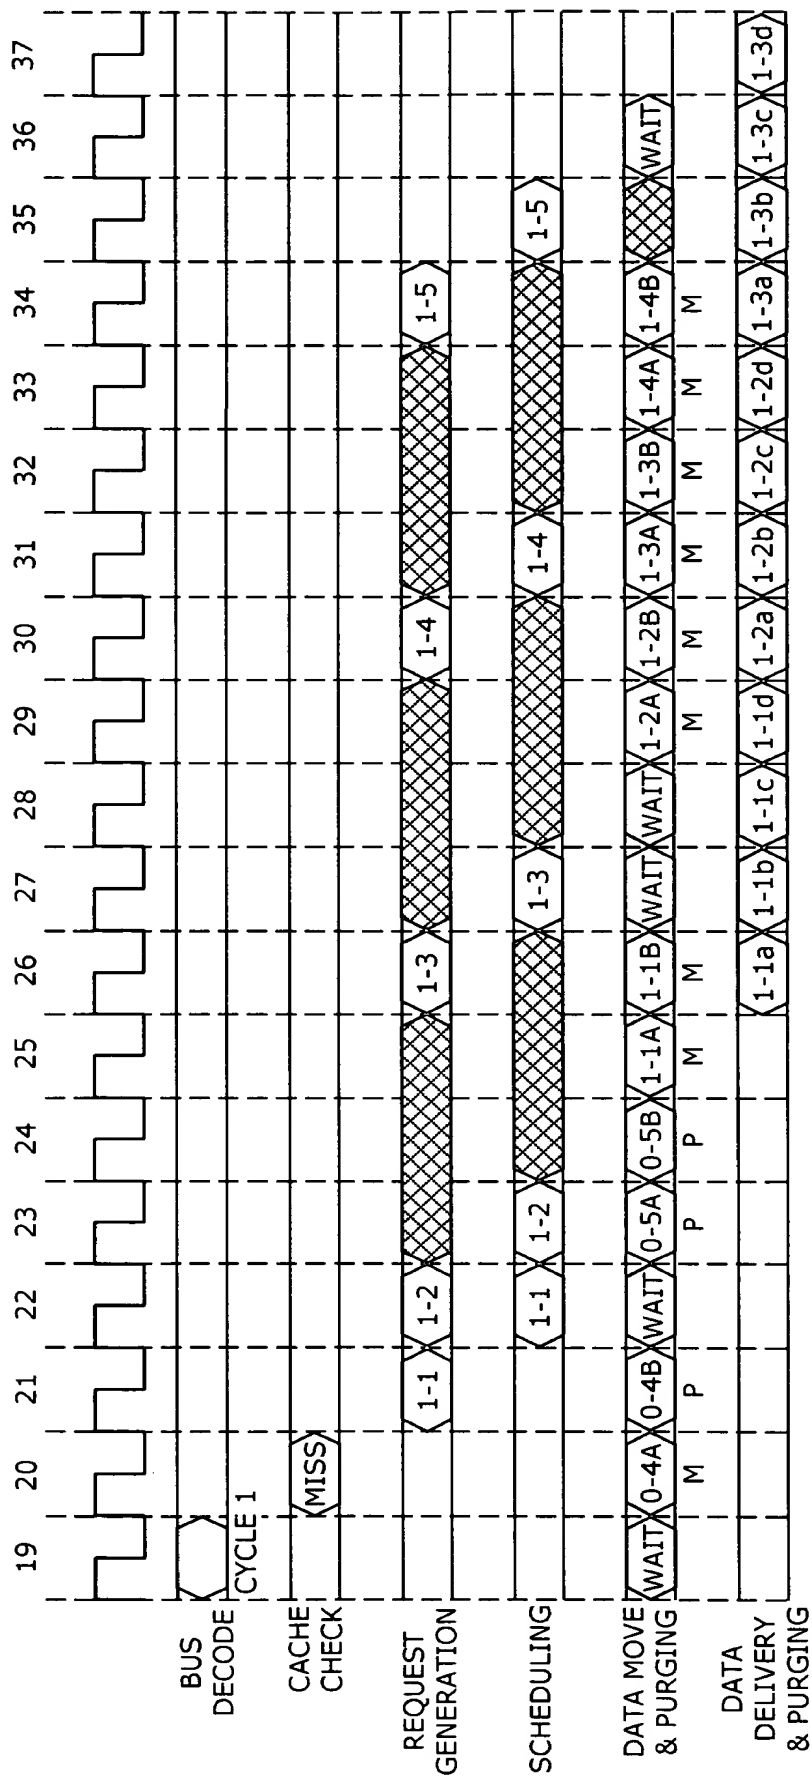 19 20 21 22 23 24 25 26 27 28 29 30 31 32 33 34 35 36 37
BUS
DECODE
CYCLE 1
CACHE
CHECK
MISS
REQUEST
GENERATION
1-1 1-2 1-3 1-4 1-5
SCHEDULING
1-1 1-2 1-3 1-4 1-5
DATA MOVE
& PURGING
WAIT 0-4A 0-4B WAIT 0-5A 0-5B 1-1A 1-1B WAIT WAIT 1-2A 1-2B 1-3A 1-3B 1-4A 1-4B WAIT
M P P P M M M M M M M M
DATA
DELIVERY
& PURGING
1-1a 1-1b 1-1c 1-1d 1-2a 1-2b 1-2c 1-2d 1-3a 1-3b 1-3c 1-3d